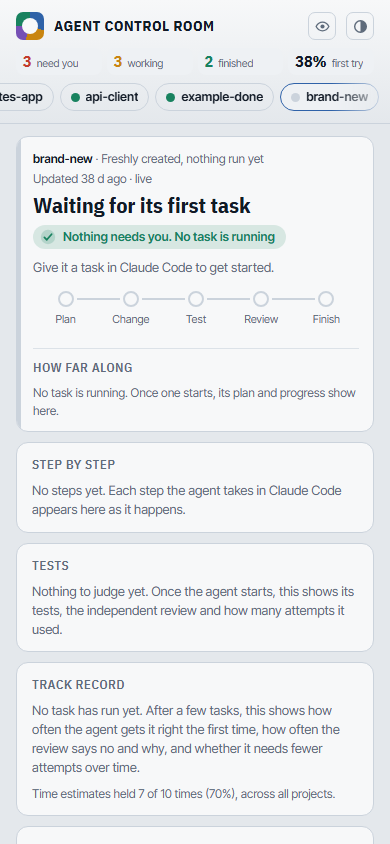 AGENT CONTROL ROOM
3 need you 3 working 2 finished 38% first try
tes-app api-client example-done brand-new
brand-new · Freshly created, nothing run yet
Updated 38 d ago · live
Waiting for its first task
Nothing needs you. No task is running
Give it a task in Claude Code to get started.
Plan Change Test Review Finish
HOW FAR ALONG
No task is running. Once one starts, its plan and progress show
here.
STEP BY STEP
No steps yet. Each step the agent takes in Claude Code
appears here as it happens.
TESTS
Nothing to judge yet. Once the agent starts, this shows its
tests, the independent review and how many attempts it
used.
TRACK RECORD
No task has run yet. After a few tasks, this shows how
often the agent gets it right the first time, how often the
review says no and why, and whether it needs fewer
attempts over time.
Time estimates held 7 of 10 times (70%), across all projects.